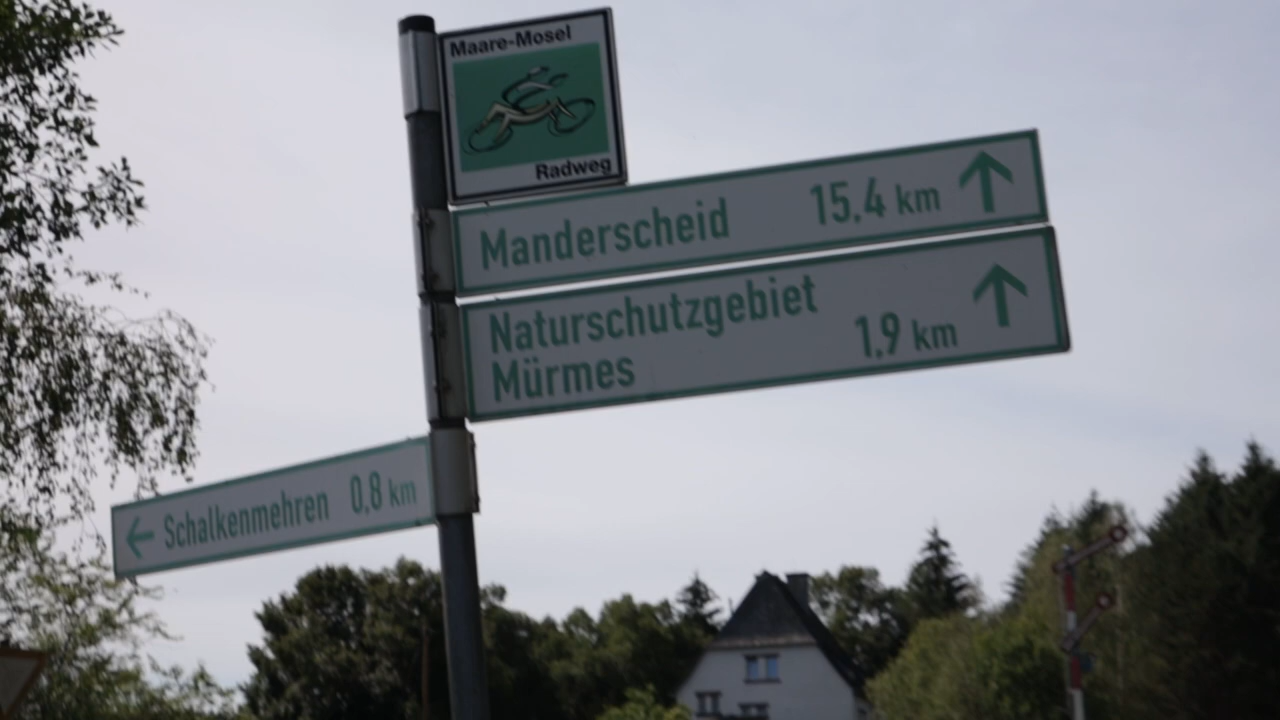 Maare-Mosel
Radweg
Manderscheid 15,4 km
Naturschutzgebiet
Mürmes 1,9 km
Schalkenmehren 0,8 km